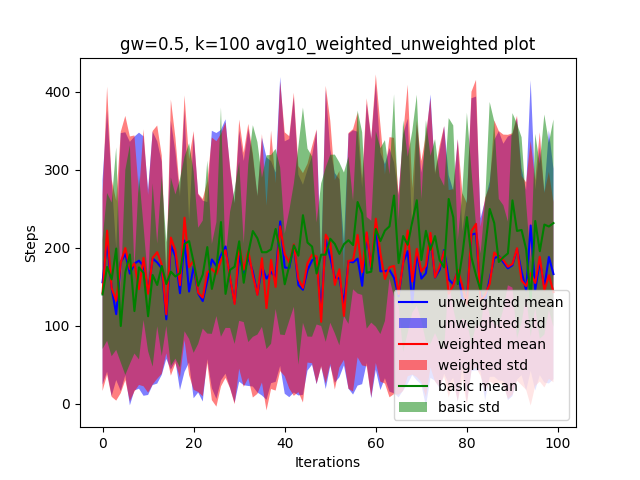 gw=0.5, k=100 avg10_weighted_unweighted plot
Steps
400
300
200
100
0
unweighted mean
unweighted std
weighted mean
weighted std
basic mean
basic std
0 20 40 60 80 100
Iterations